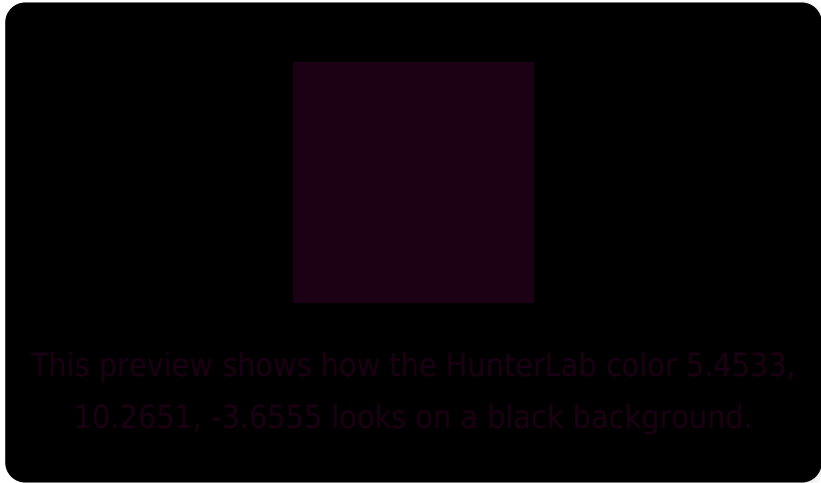 This preview shows how the HunterLab color 5.4533,
10.2651, -3.6555 looks on a black background.